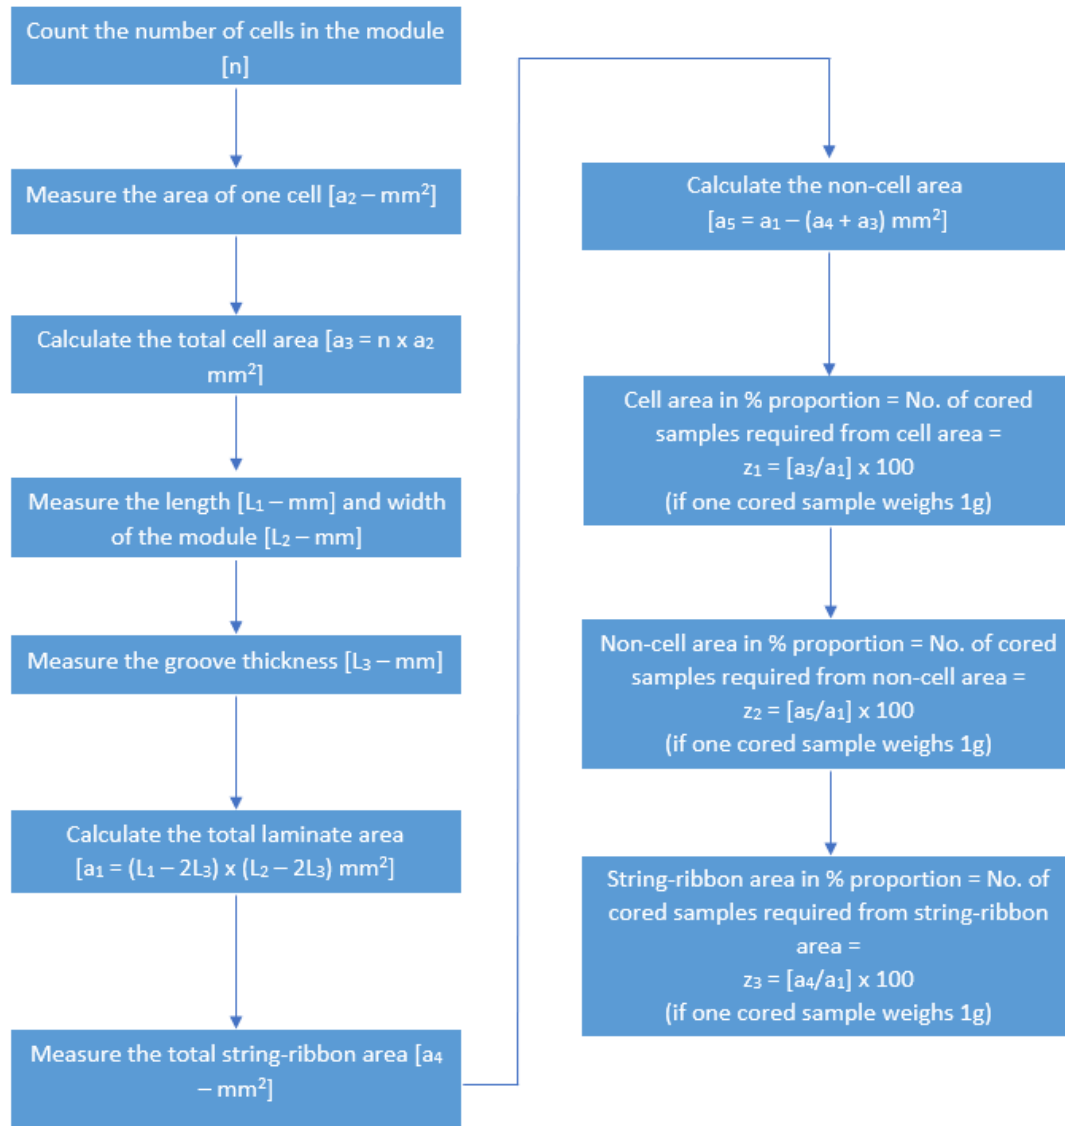 Count the number of cells in the module
[n]
Measure the area of one cell [a₂ – mm²]
Calculate the total cell area [a₃ = n x a₂
mm²]
Measure the length [L₁ – mm] and width
of the module [L₂ – mm]
Measure the groove thickness [L₃ – mm]
Calculate the total laminate area
[a₁ = (L₁ – 2L₃) x (L₂ – 2L₃) mm²]
Measure the total string-ribbon area [a₄
– mm²]
Calculate the non-cell area
[a₅ = a₁ – (a₄ + a₃) mm²]
Cell area in % proportion = No. of cored
samples required from cell area =
z₁ = [a₃/a₁] x 100
(if one cored sample weighs 1g)
Non-cell area in % proportion = No. of cored
samples required from non-cell area =
z₂ = [a₅/a₁] x 100
(if one cored sample weighs 1g)
String-ribbon area in % proportion = No. of
cored samples required from string-ribbon
area =
z₃ = [a₄/a₁] x 100
(if one cored sample weighs 1g)